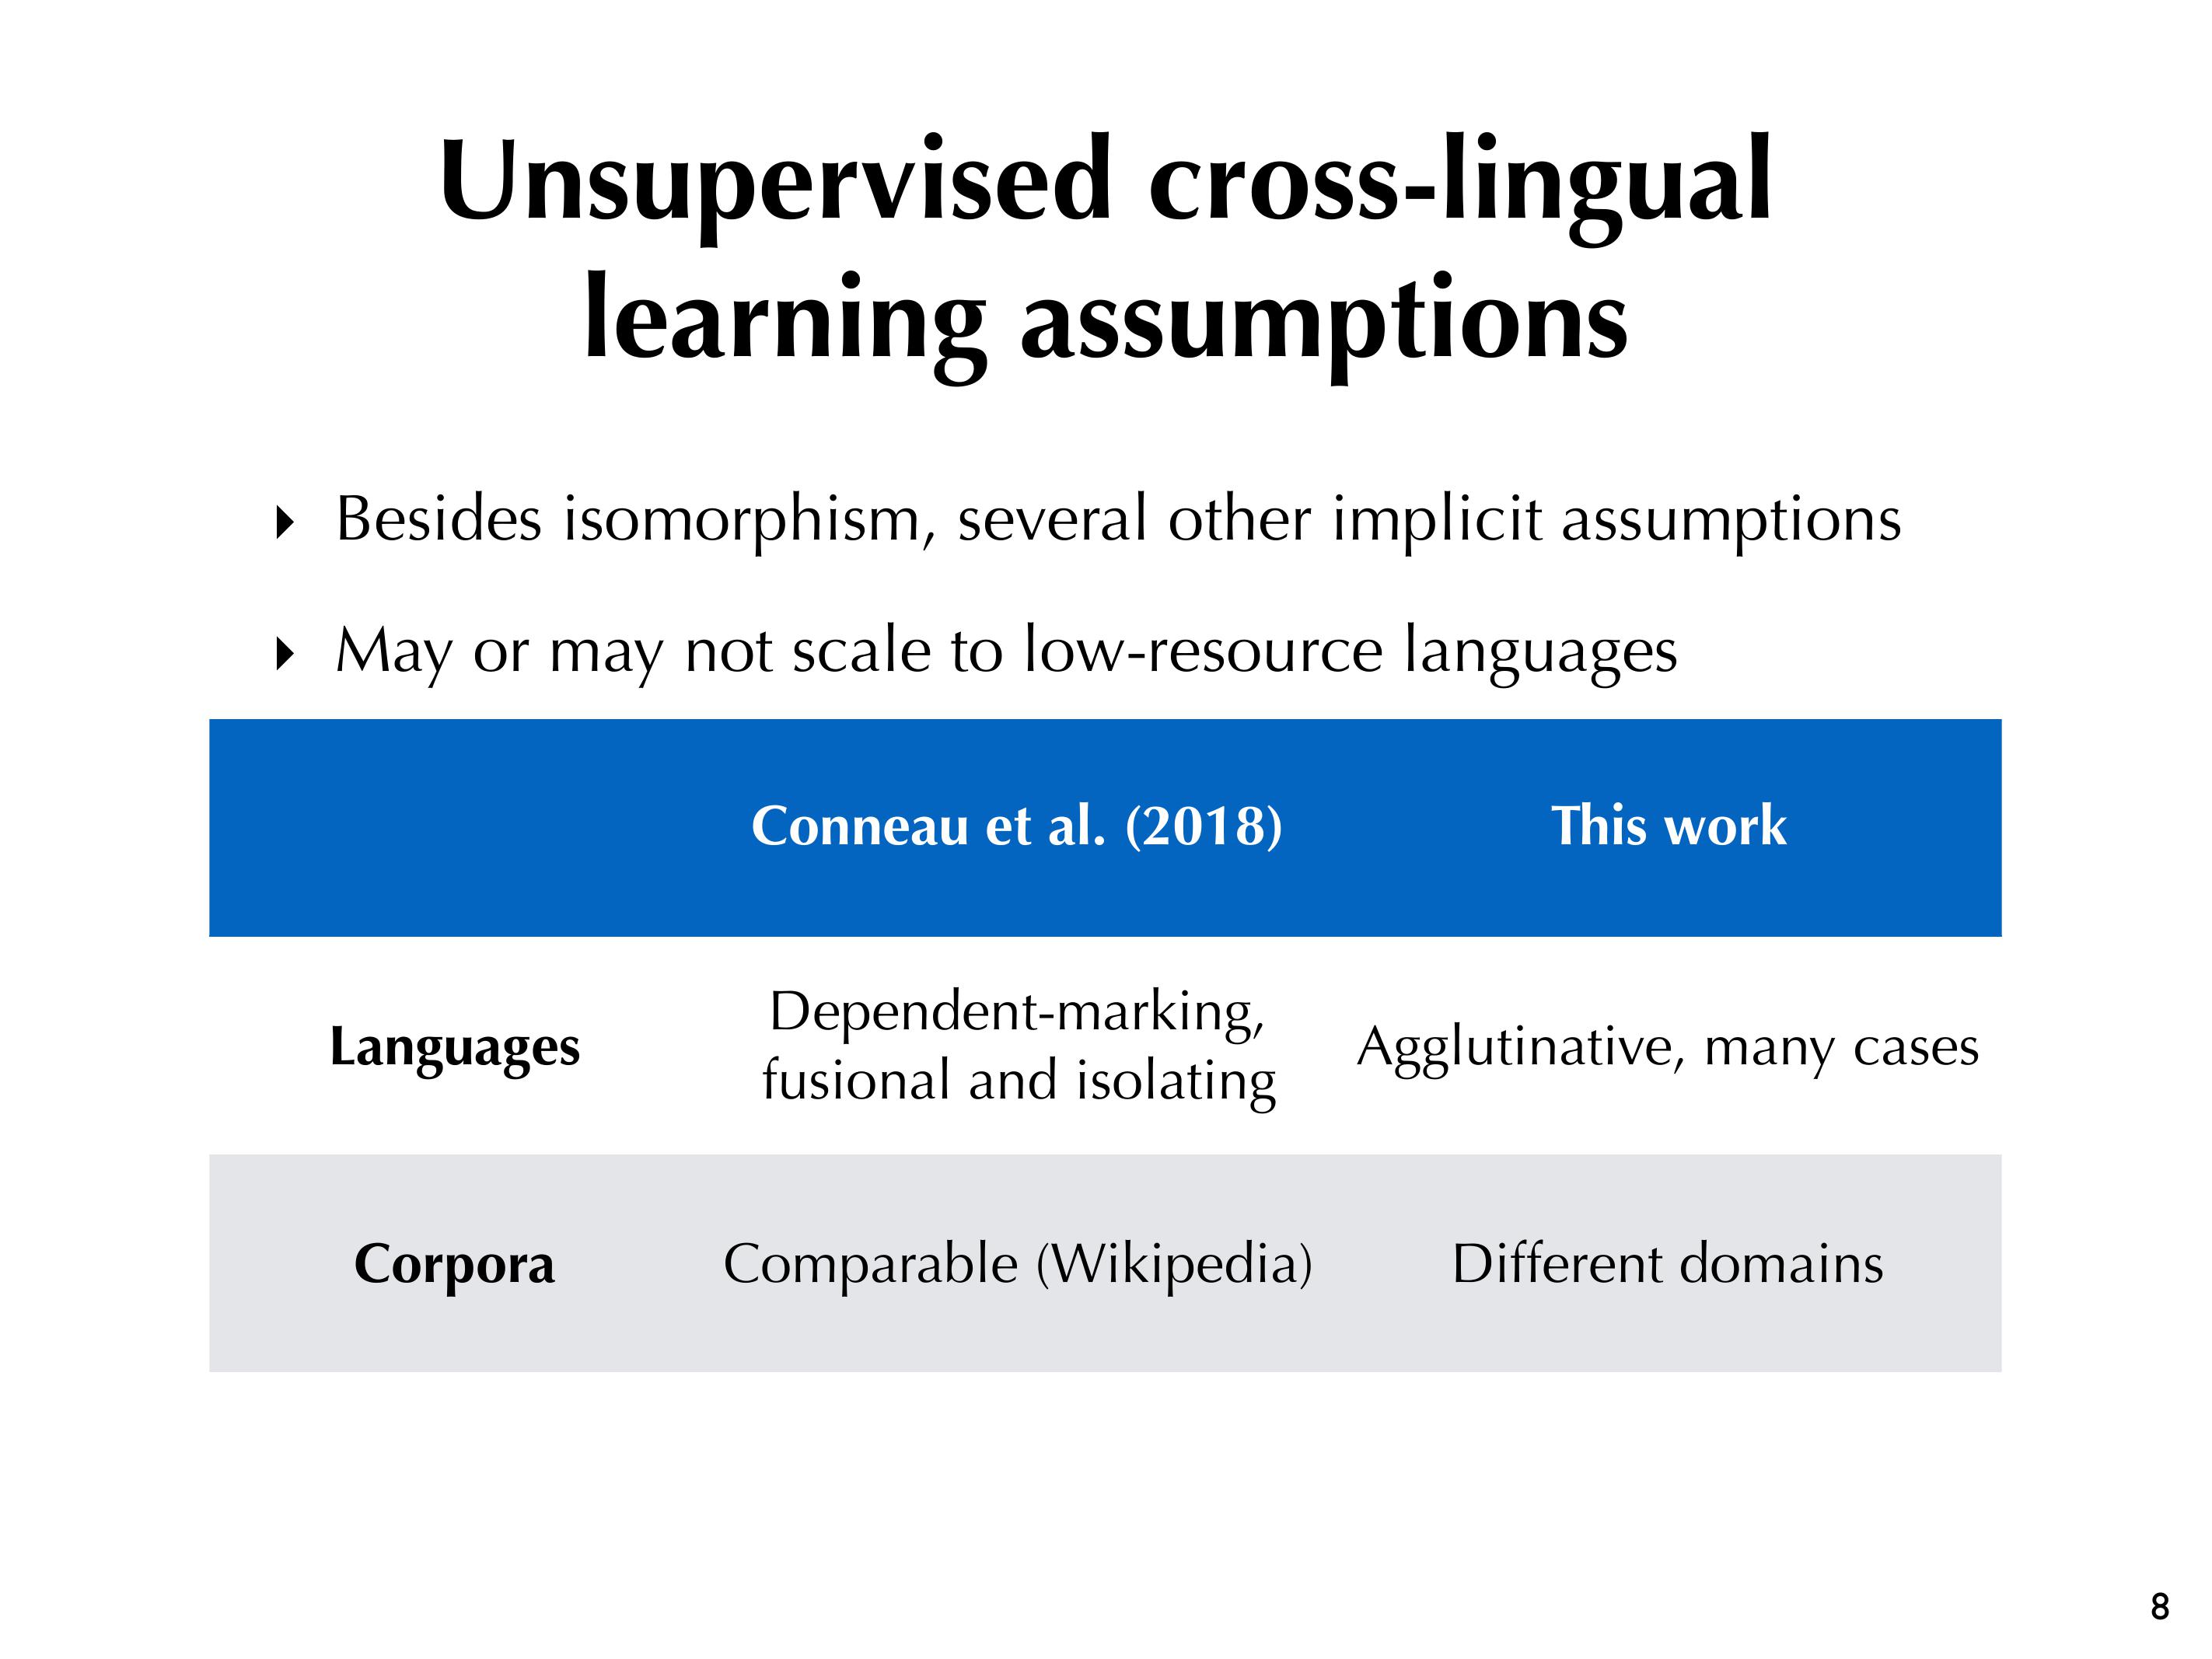 Unsupervised cross-lingual
learning assumptions
Besides isomorphism, several other implicit assumptions
May or may not scale to low-resource languages
Conneau et al. (2018) This work
Languages Dependent-marking, fusional and isolating Agglutinative, many cases
Corpora Comparable (Wikipedia) Different domains
8